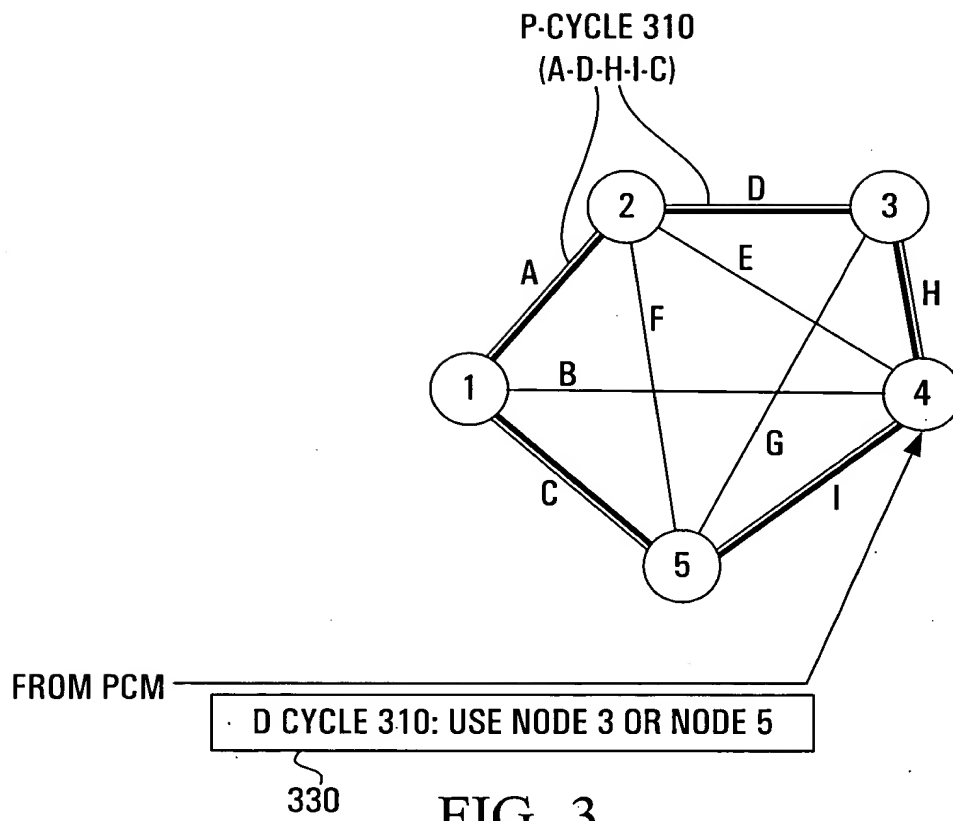 P-CYCLE 310
(A-D-H-I-C)
2
D
3
A
E
H
F
1
B
4
G
C
I
5
FROM PCM
D CYCLE 310: USE NODE 3 OR NODE 5
330
FIG. 3